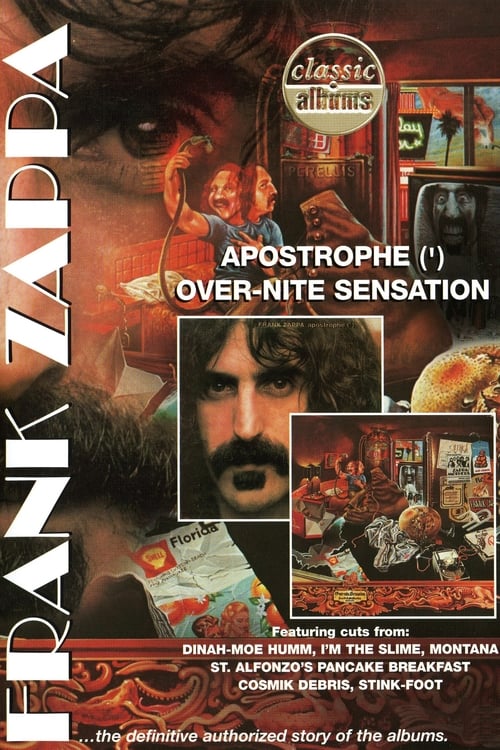 FRANK ZAPPA
classic
albums
PERELLIS
APOSTROPHE (')
OVER-NITE SENSATION
FRANK ZAPPA apostrophe (')
Florida
SHELL
Featuring cuts from:
DINAH-MOE HUMM, I'M THE SLIME, MONTANA
ST. ALFONZO'S PANCAKE BREAKFAST
COSMIK DEBRIS, STINK-FOOT
...the definitive authorized story of the albums.